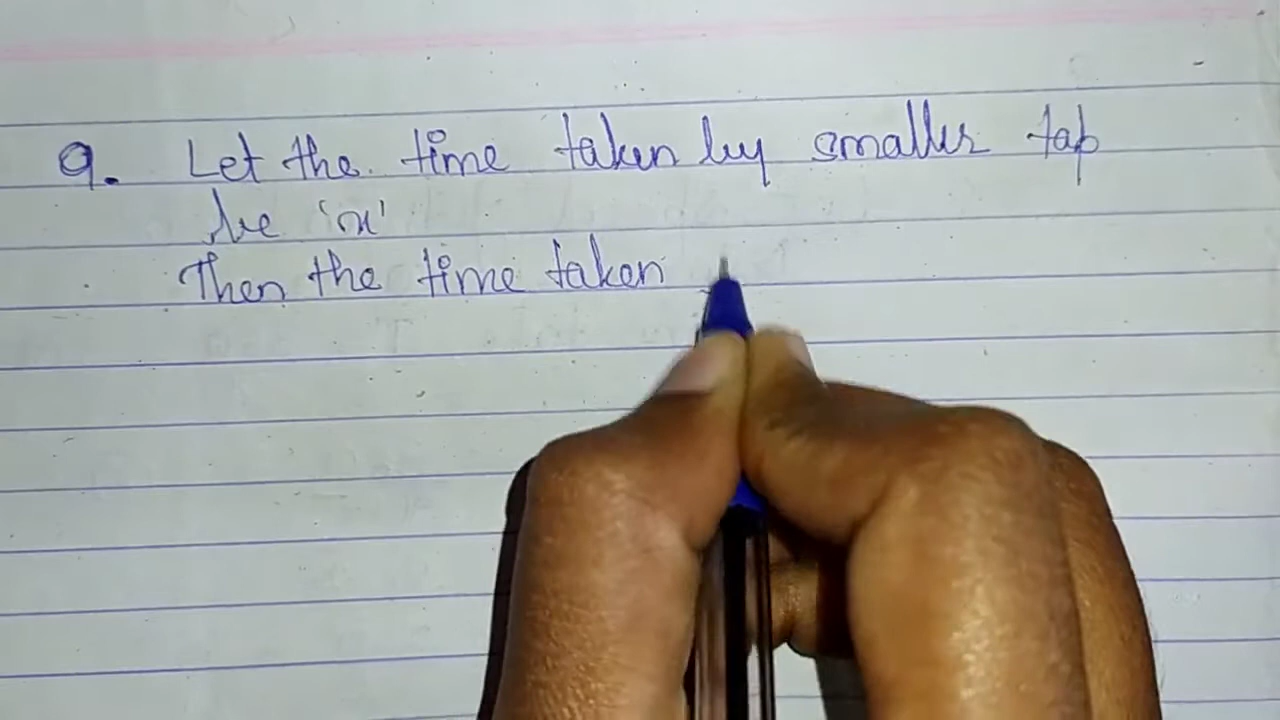 9. Let the time taken by smaller tap
be 'x'
Then the time taken